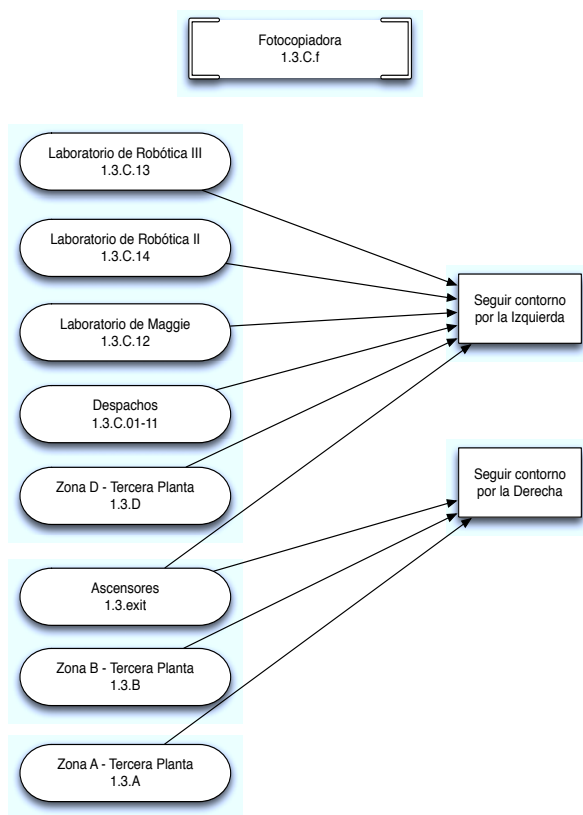 Fotocopiadora
1.3.C.f
Laboratorio de Robótica III
1.3.C.13
Laboratorio de Robótica II
1.3.C.14
Laboratorio de Maggie
1.3.C.12
Despachos
1.3.C.01-11
Zona D - Tercera Planta
1.3.D
Ascensores
1.3.exit
Zona B - Tercera Planta
1.3.B
Zona A - Tercera Planta
1.3.A
Seguir contorno
por la Izquierda
Seguir contorno
por la Derecha